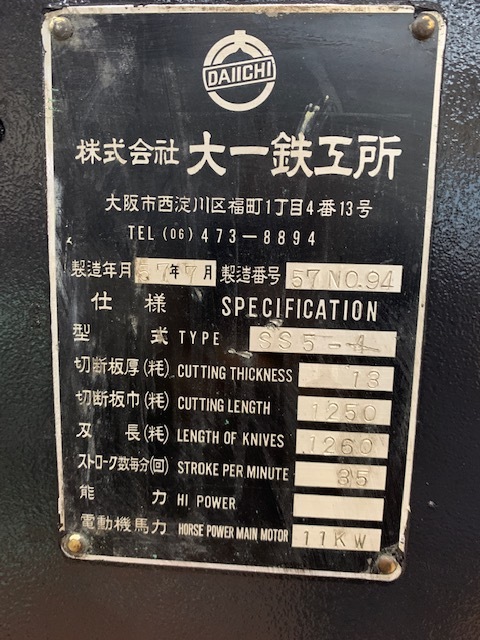 DAIICHI
株式会社 大一鉄工所
大阪市西淀川区福町1丁目4番13号
TEL (06) 473-8894
製造年月 57年7月 製造番号 57NO.94
仕様 SPECIFICATION
型式 TYPE SS5-4
切断板厚(粍) CUTTING THICKNESS 13
切断板巾(粍) CUTTING LENGTH 1250
刄長(粍) LENGTH OF KNIVES 1260
ストローク数毎分(回) STROKE PER MINUTE 35
能力 HI POWER
電動機馬力 HORSE POWER MAIN MOTOR 11KW